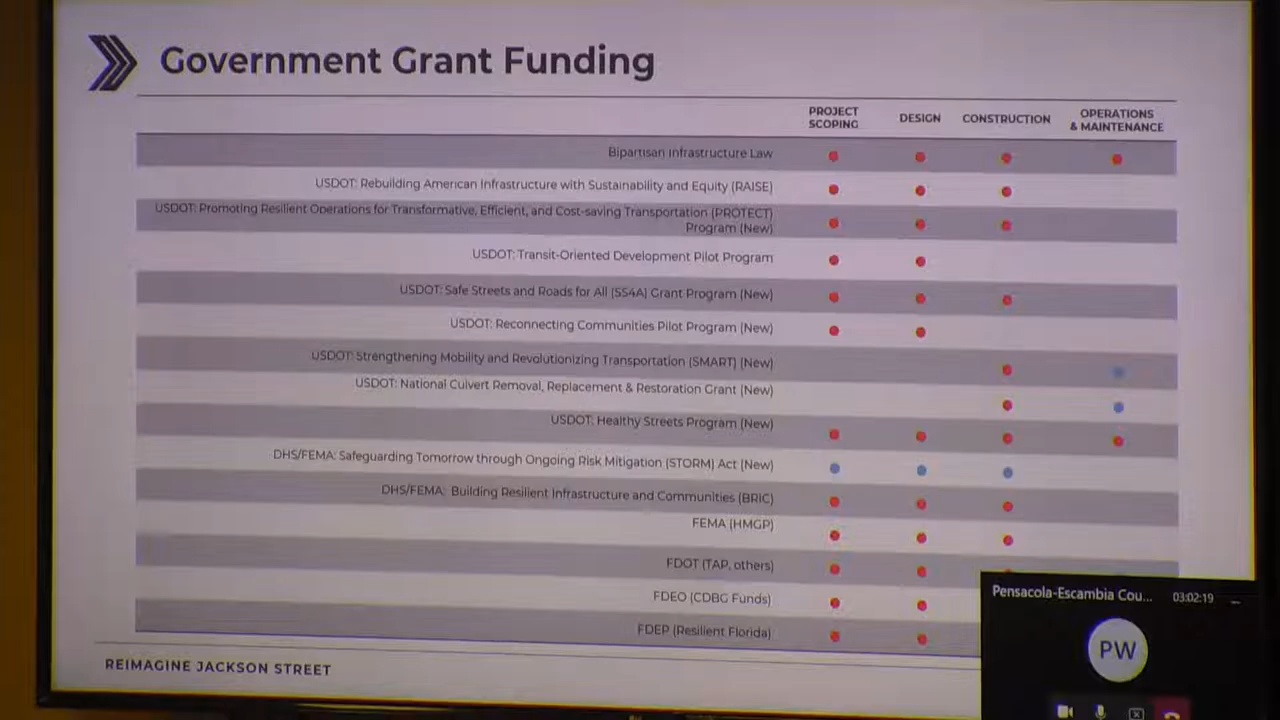 Government Grant Funding
PROJECT
SCOPING
DESIGN
CONSTRUCTION
OPERATIONS
& MAINTENANCE
Bipartisan Infrastructure Law
USDOT: Rebuilding American Infrastructure with Sustainability and Equity (RAISE)
USDOT: Promoting Resilient Operations for Transformative, Efficient, and Cost-saving Transportation (PROTECT)
Program (New)
USDOT: Transit-Oriented Development Pilot Program
USDOT: Safe Streets and Roads for All (SS4A) Grant Program (New)
USDOT: Reconnecting Communities Pilot Program (New)
USDOT: Strengthening Mobility and Revolutionizing Transportation (SMART) (New)
USDOT: National Culvert Removal, Replacement & Restoration Grant (New)
USDOT: Healthy Streets Program (New)
DHS/FEMA: Safeguarding Tomorrow through Ongoing Risk Mitigation (STORM) Act (New)
DHS/FEMA: Building Resilient Infrastructure and Communities (BRIC)
FEMA (HMGP)
FDOT (TAP, others)
FDEO (CDBG Funds)
FDEP (Resilient Florida)
REIMAGINE JACKSON STREET
Pensacola-Escambia Cou... 03:02:19
PW